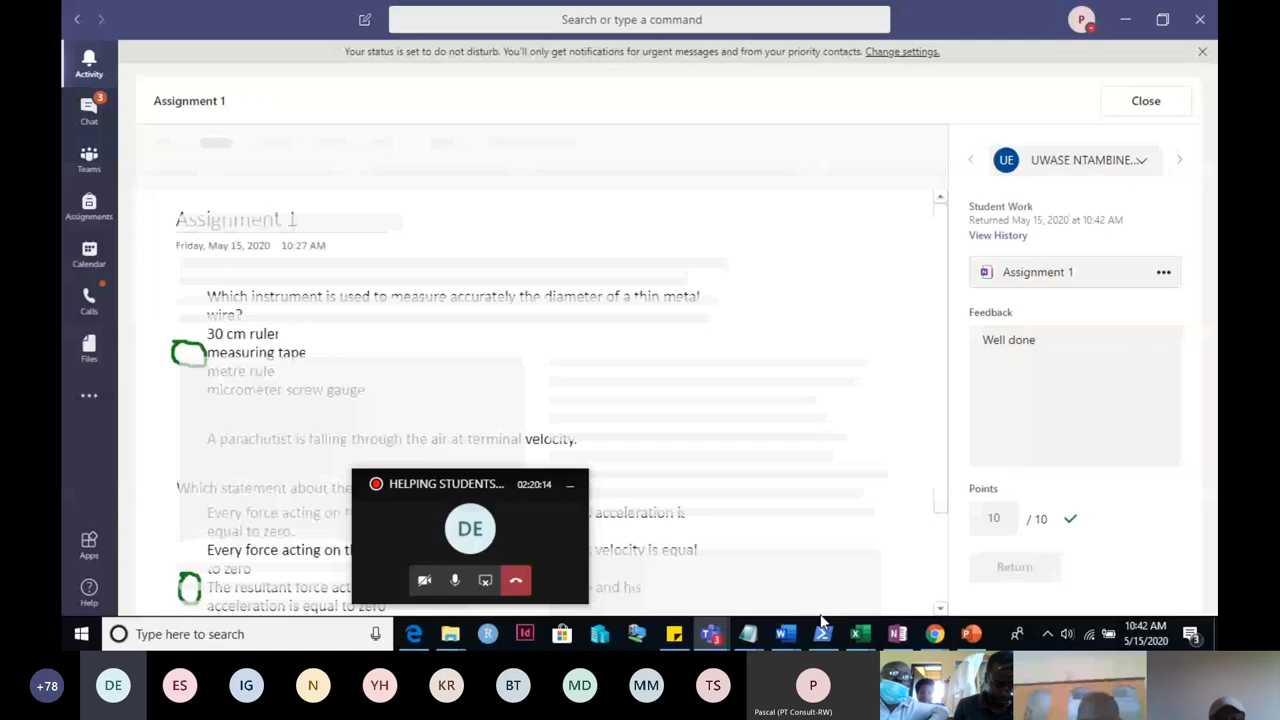 Search or type a command
P
Your status is set to do not disturb. You'll only get notifications for urgent messages and from your priority contacts. Change settings.
Activity
3
Chat
Teams
Assignments
Calendar
Calls
Files
Apps
Help
Assignment 1
Close
UE
UWASE NTAMBINE...
Student Work
Returned May 15, 2020 at 10:42 AM
View History
Assignment 1
Feedback
Well done
Points
10 / 10
Return
Assignment 1
Friday, May 15, 2020 10:27 AM
Which instrument is used to measure accurately the diameter of a thin metal
wire?
30 cm ruler
measuring tape
metre rule
micrometer screw gauge
A parachutist is falling through the air at terminal velocity.
Which statement about the
Every force acting on acceleration is
equal to zero.
Every force acting on velocity is equal
to zero
The resultant force act and his
acceleration is equal to zero
HELPING STUDENTS... 02:20:14
DE
Type here to search
3
10:42 AM
5/15/2020
3
+78
DE
ES
IG
N
YH
KR
BT
MD
MM
TS
P
Pascal (PT Consult-RW)